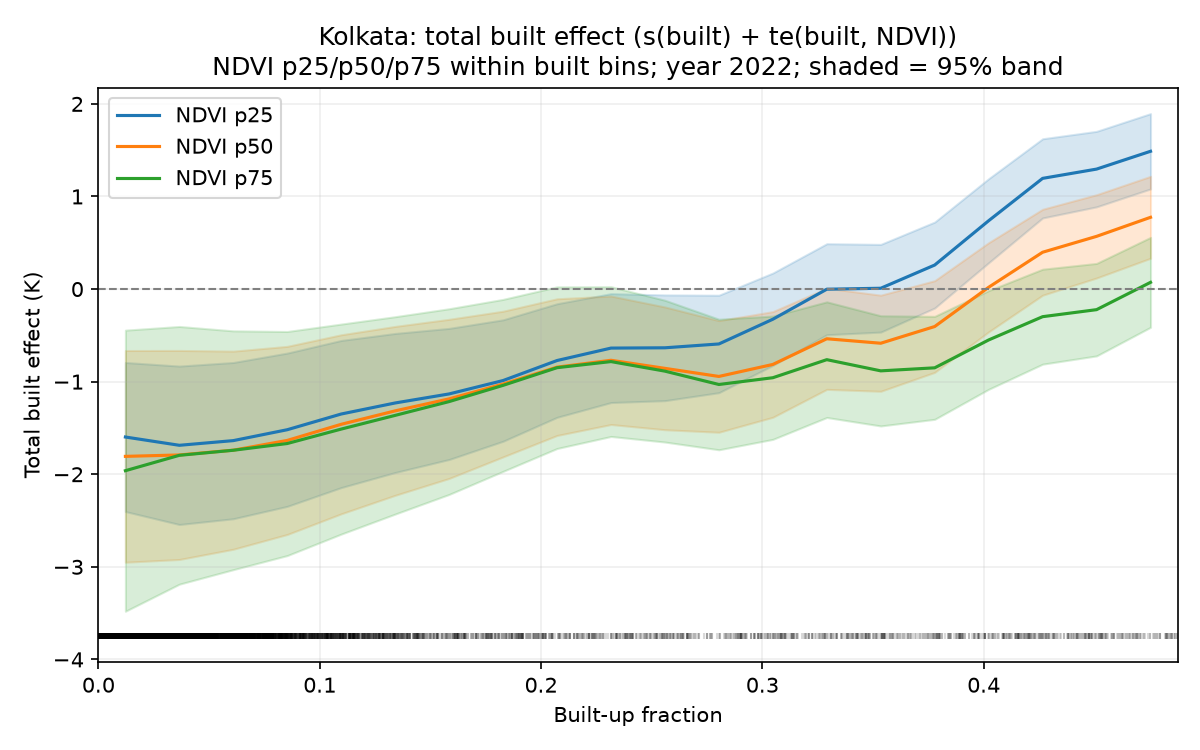 Kolkata: total built effect (s(built) + te(built, NDVI))
NDVI p25/p50/p75 within built bins; year 2022; shaded = 95% band
NDVI p25
NDVI p50
NDVI p75
Total built effect (K)
2
1
0
−1
−2
−3
−4
0.0
0.1
0.2
0.3
0.4
Built-up fraction